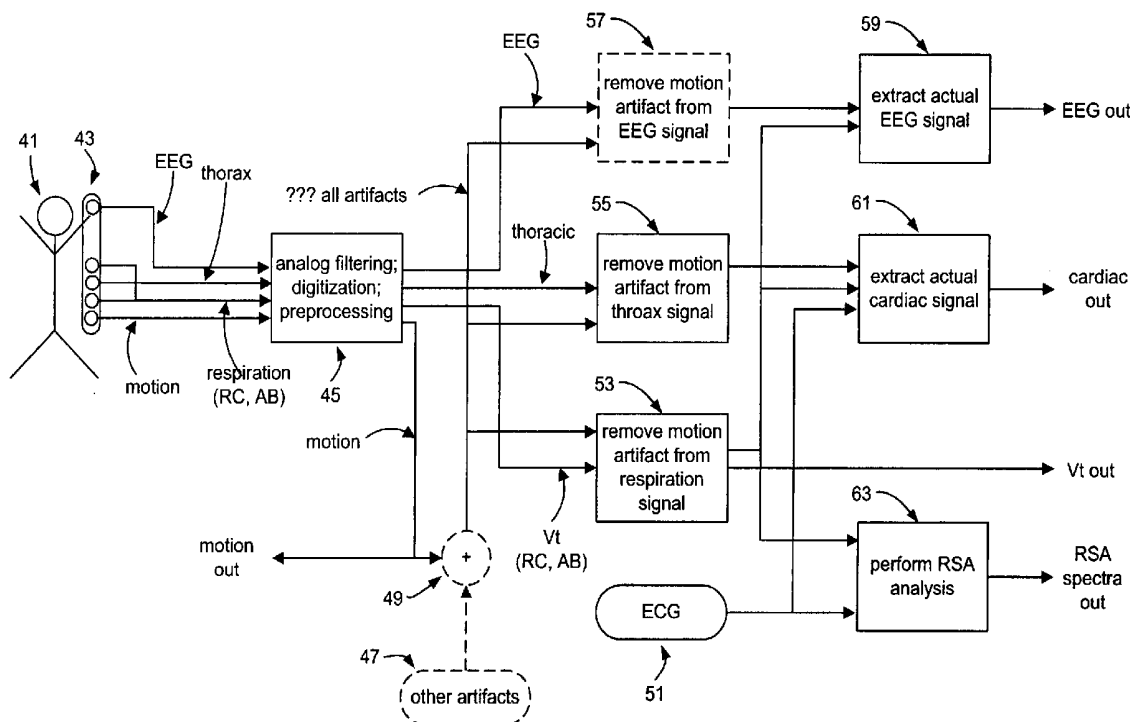 57
59
EEG
remove motion
artifact from
EEG signal
extract actual
EEG signal
EEG out
41
43
EEG
thorax
??? all artifacts
55
61
thoracic
analog filtering;
digitization;
preprocessing
remove motion
artifact from
throax signal
extract actual
cardiac signal
cardiac
out
motion
respiration
(RC, AB)
45
53
motion
remove motion
artifact from
respiration
signal
Vt out
63
motion
out
+
49
Vt
(RC, AB)
perform RSA
analysis
RSA
spectra
out
ECG
51
47
other artifacts